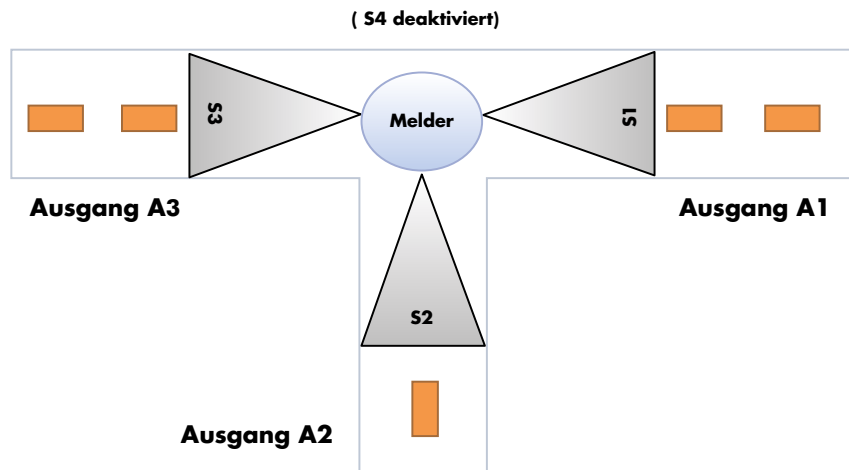 ( S4 deaktiviert)
S3
Melder
S1
Ausgang A3
Ausgang A1
S2
Ausgang A2